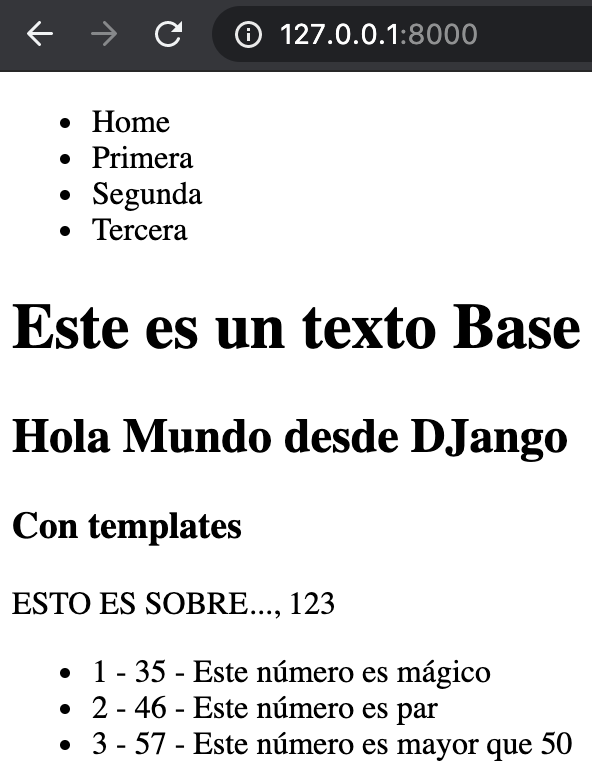 127.0.0.1:8000
Home
Primera
Segunda
Tercera
Este es un texto Base
Hola Mundo desde DJango
Con templates
ESTO ES SOBRE..., 123
1 - 35 - Este número es mágico
2 - 46 - Este número es par
3 - 57 - Este número es mayor que 50